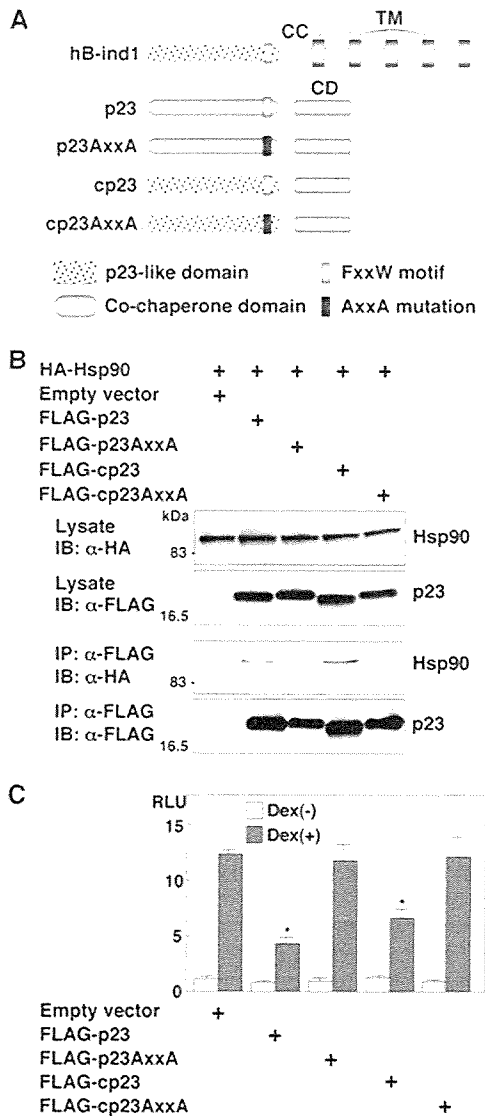 A
CC
TM
hB-ind1
CD
p23
p23AxxA
cp23
cp23AxxA
p23-like domain
FxxW motif
Co-chaperone domain
AxxA mutation
B
HA-Hsp90 + + + + +
Empty vector +
FLAG-p23 +
FLAG-p23AxxA +
FLAG-cp23 +
FLAG-cp23AxxA +
kDa
Lysate
IB: α-HA
83
Hsp90
Lysate
IB: α-FLAG
16.5
p23
IP: α-FLAG
IB: α-HA
83
Hsp90
IP: α-FLAG
IB: α-FLAG
16.5
p23
C
RLU
15
10
5
0
Dex(-)
Dex(+)
* *
Empty vector +
FLAG-p23 +
FLAG-p23AxxA +
FLAG-cp23 +
FLAG-cp23AxxA +